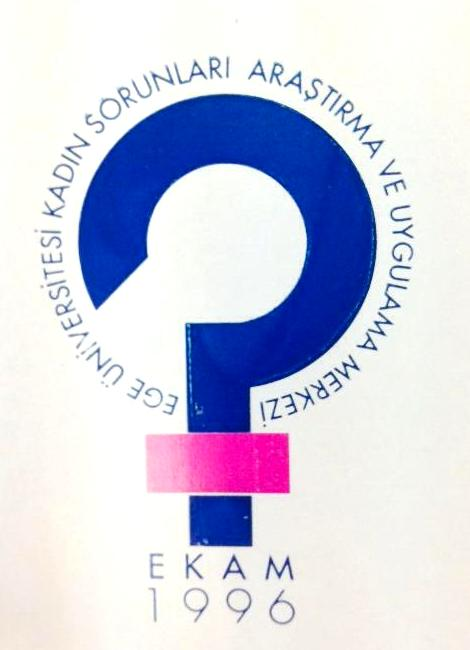 EGE ÜNİVERSİTESİ KADIN SORUNLARI ARAŞTIRMA VE UYGULAMA MERKEZİ
EKAM
1996